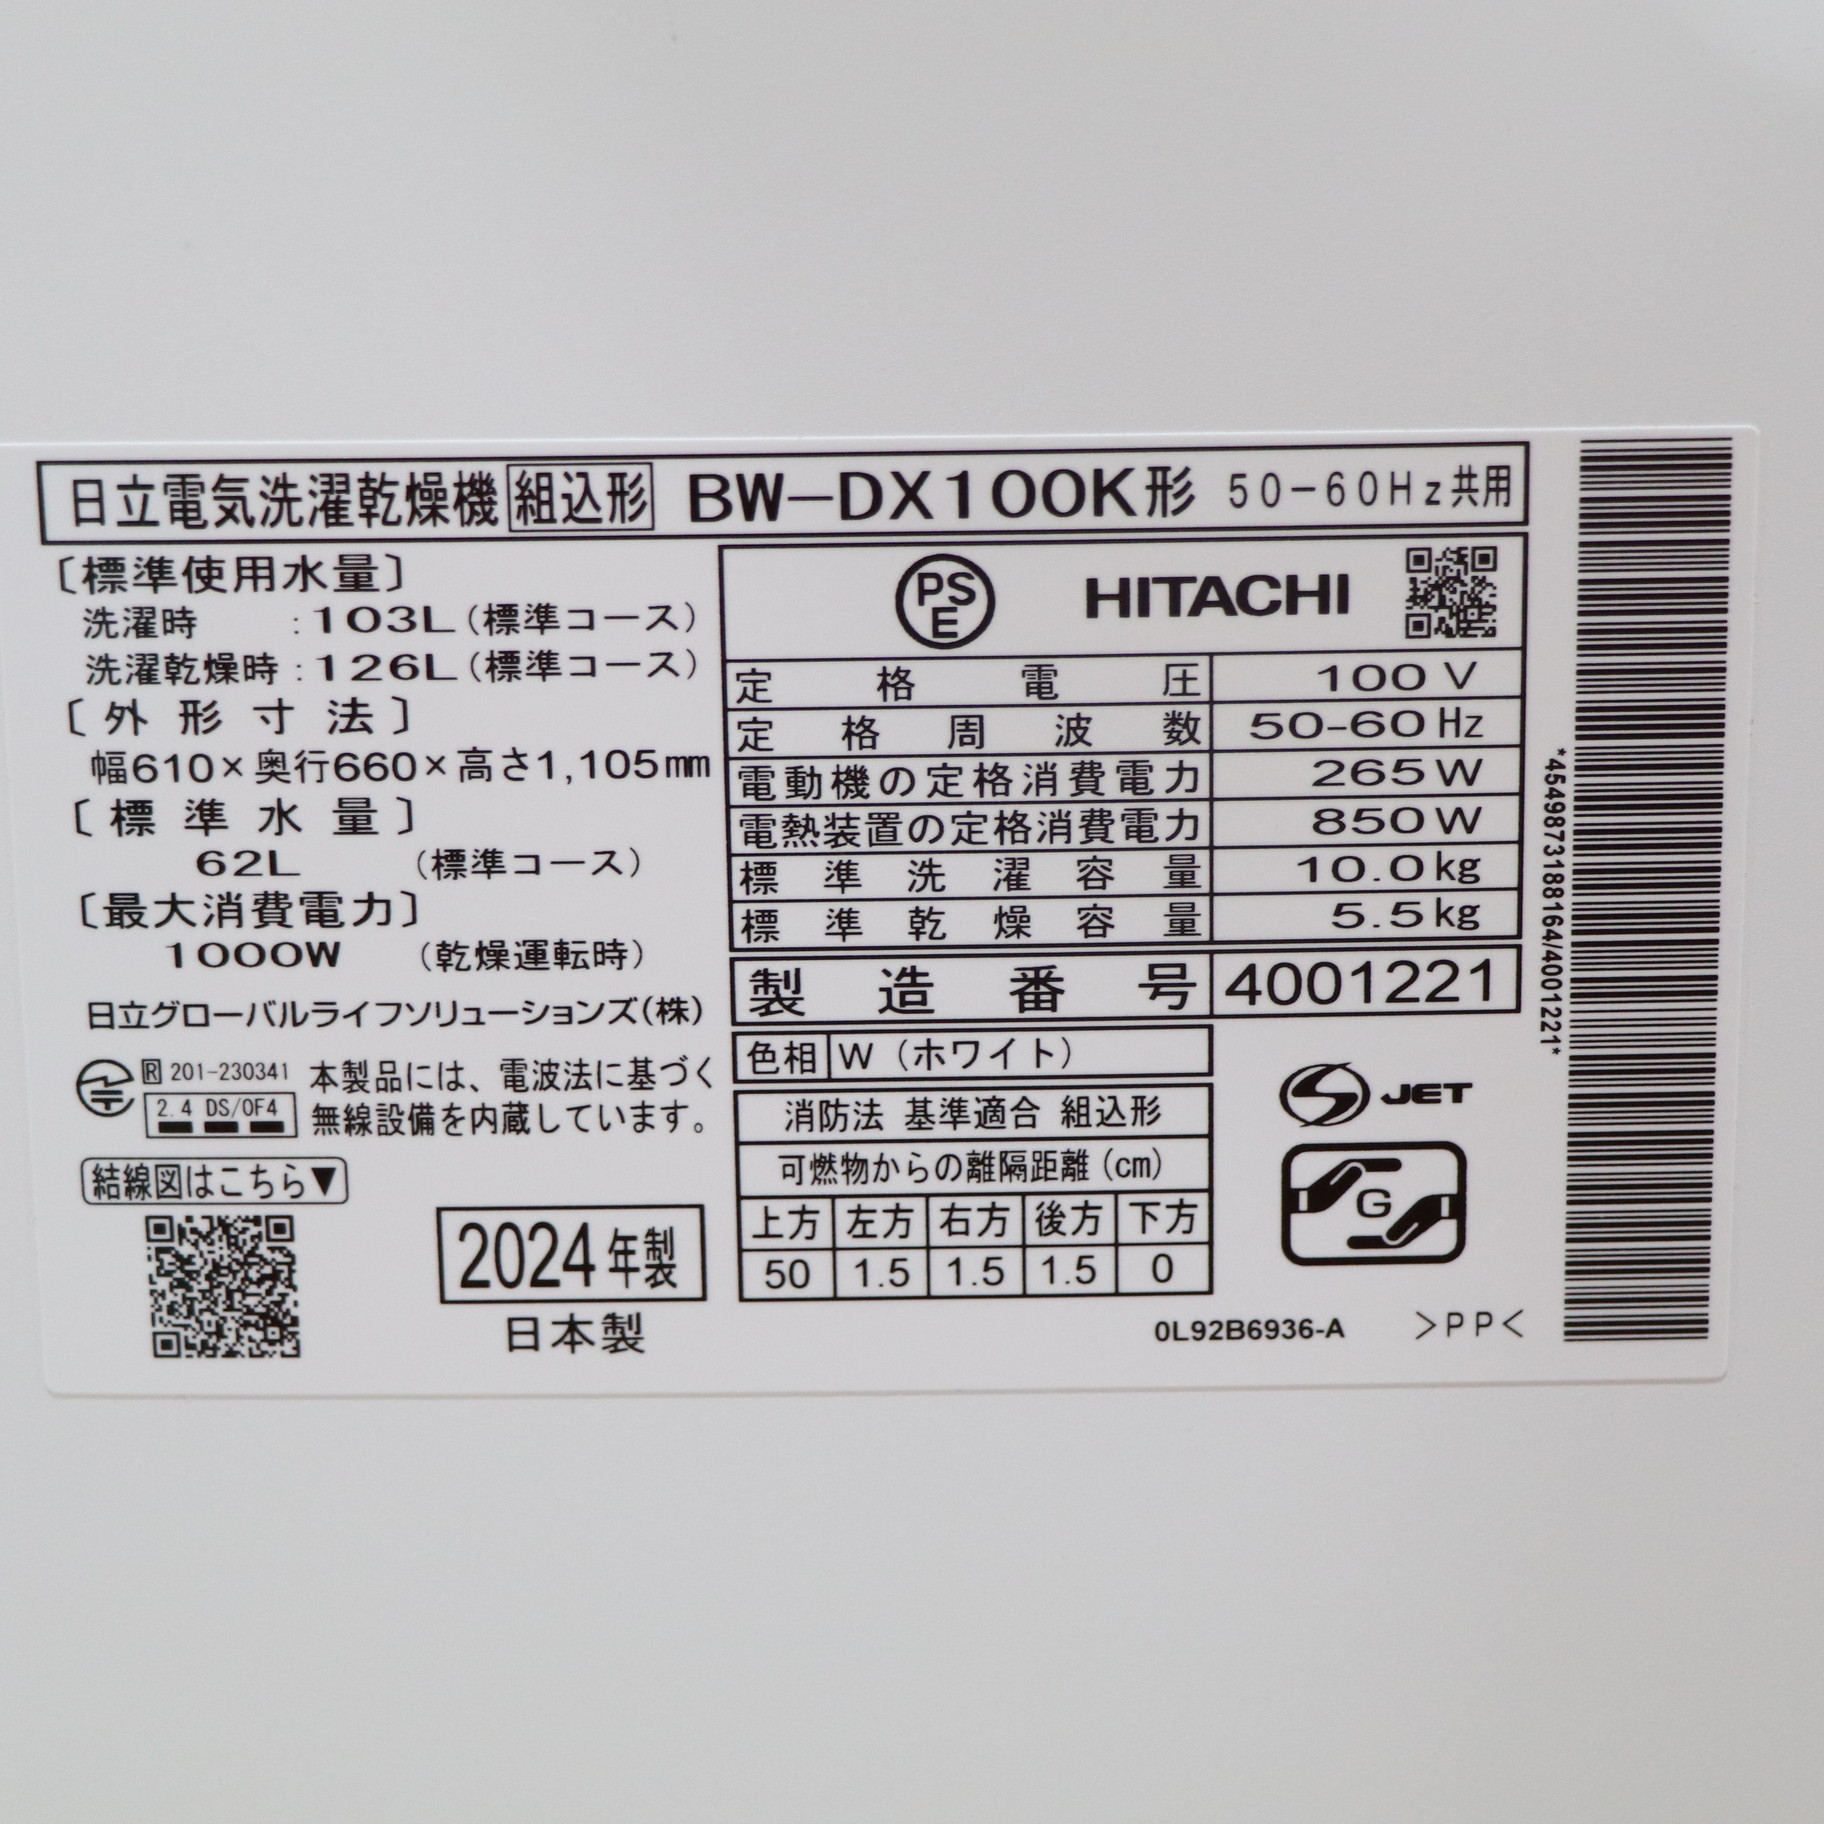 日立電気洗濯乾燥機 組込形 BW-DX100K形 50-60Hz共用
〔標準使用水量〕
洗濯時 : 103L(標準コース)
洗濯乾燥時 : 126L(標準コース)
〔外形寸法〕
幅610×奥行660×高さ1,105mm
〔標準水量〕
62L (標準コース)
〔最大消費電力〕
1000W (乾燥運転時)
日立グローバルライフソリューションズ(株)
R 201-230341
2.4 DS/OF4
本製品には、電波法に基づく
無線設備を内蔵しています。
結線図はこちら▼
2024年製
日本製
PSE HITACHI
定格電圧 100V
定格周波数 50-60Hz
電動機の定格消費電力 265W
電熱装置の定格消費電力 850W
標準洗濯容量 10.0kg
標準乾燥容量 5.5kg
製造番号 4001221
色相 W (ホワイト)
消防法 基準適合 組込形
可燃物からの離隔距離(cm)
上方 左方 右方 後方 下方
50 1.5 1.5 1.5 0
S JET
G
0L92B6936-A >PP<
*4549873188164/4001221*